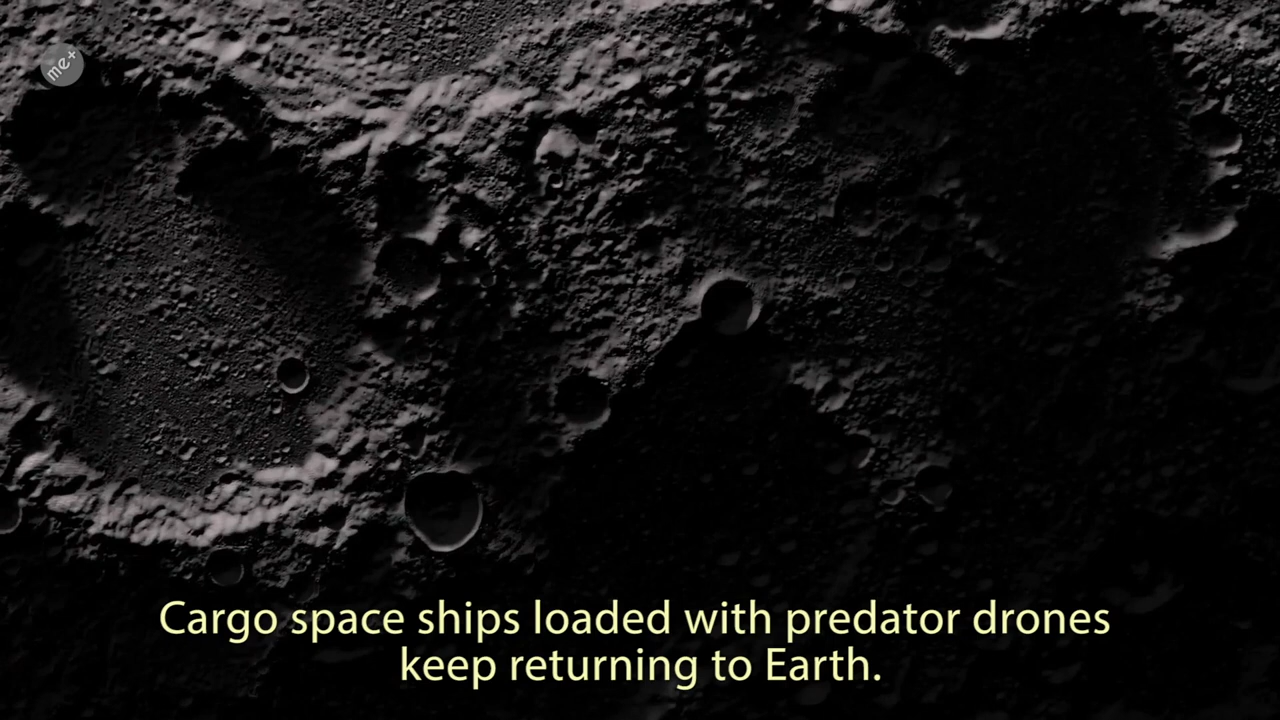 me+
Cargo space ships loaded with predator drones
keep returning to Earth.